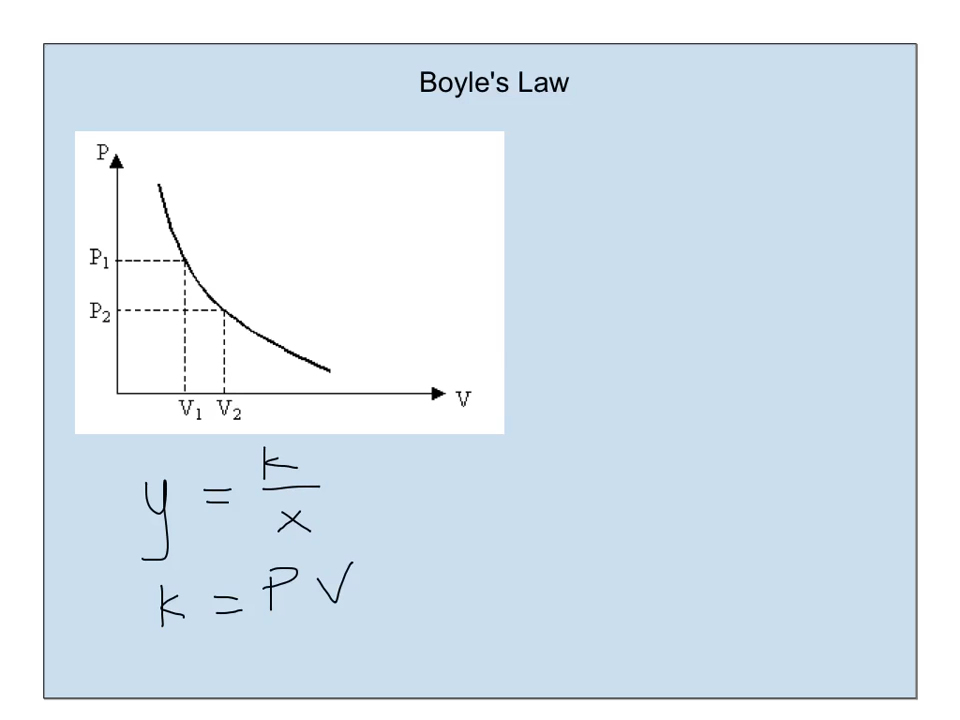 Boyle's Law
P
P₁
P₂
V₁ V₂
V
y = k/x
k = PV